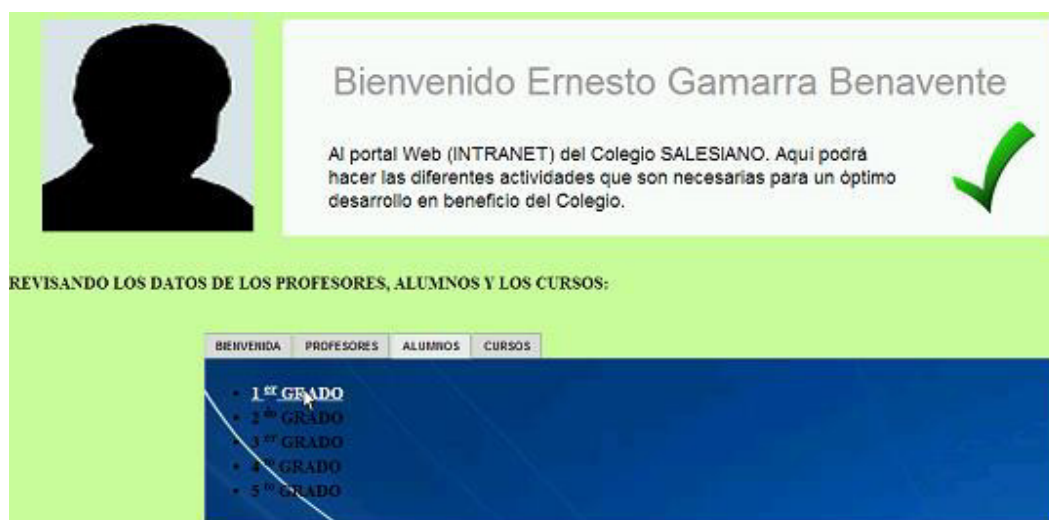 Bienvenido Ernesto Gamarra Benavente
Al portal Web (INTRANET) del Colegio SALESIANO. Aqui podrá
hacer las diferentes actividades que son necesarias para un óptimo
desarrollo en beneficio del Colegio.
REVISANDO LOS DATOS DE LOS PROFESORES, ALUMNOS Y LOS CURSOS:
BIENVENIDA PROFESORES ALUMNOS CURSOS
1 er GRADO
2 do GRADO
3 er GRADO
4 to GRADO
5 to GRADO